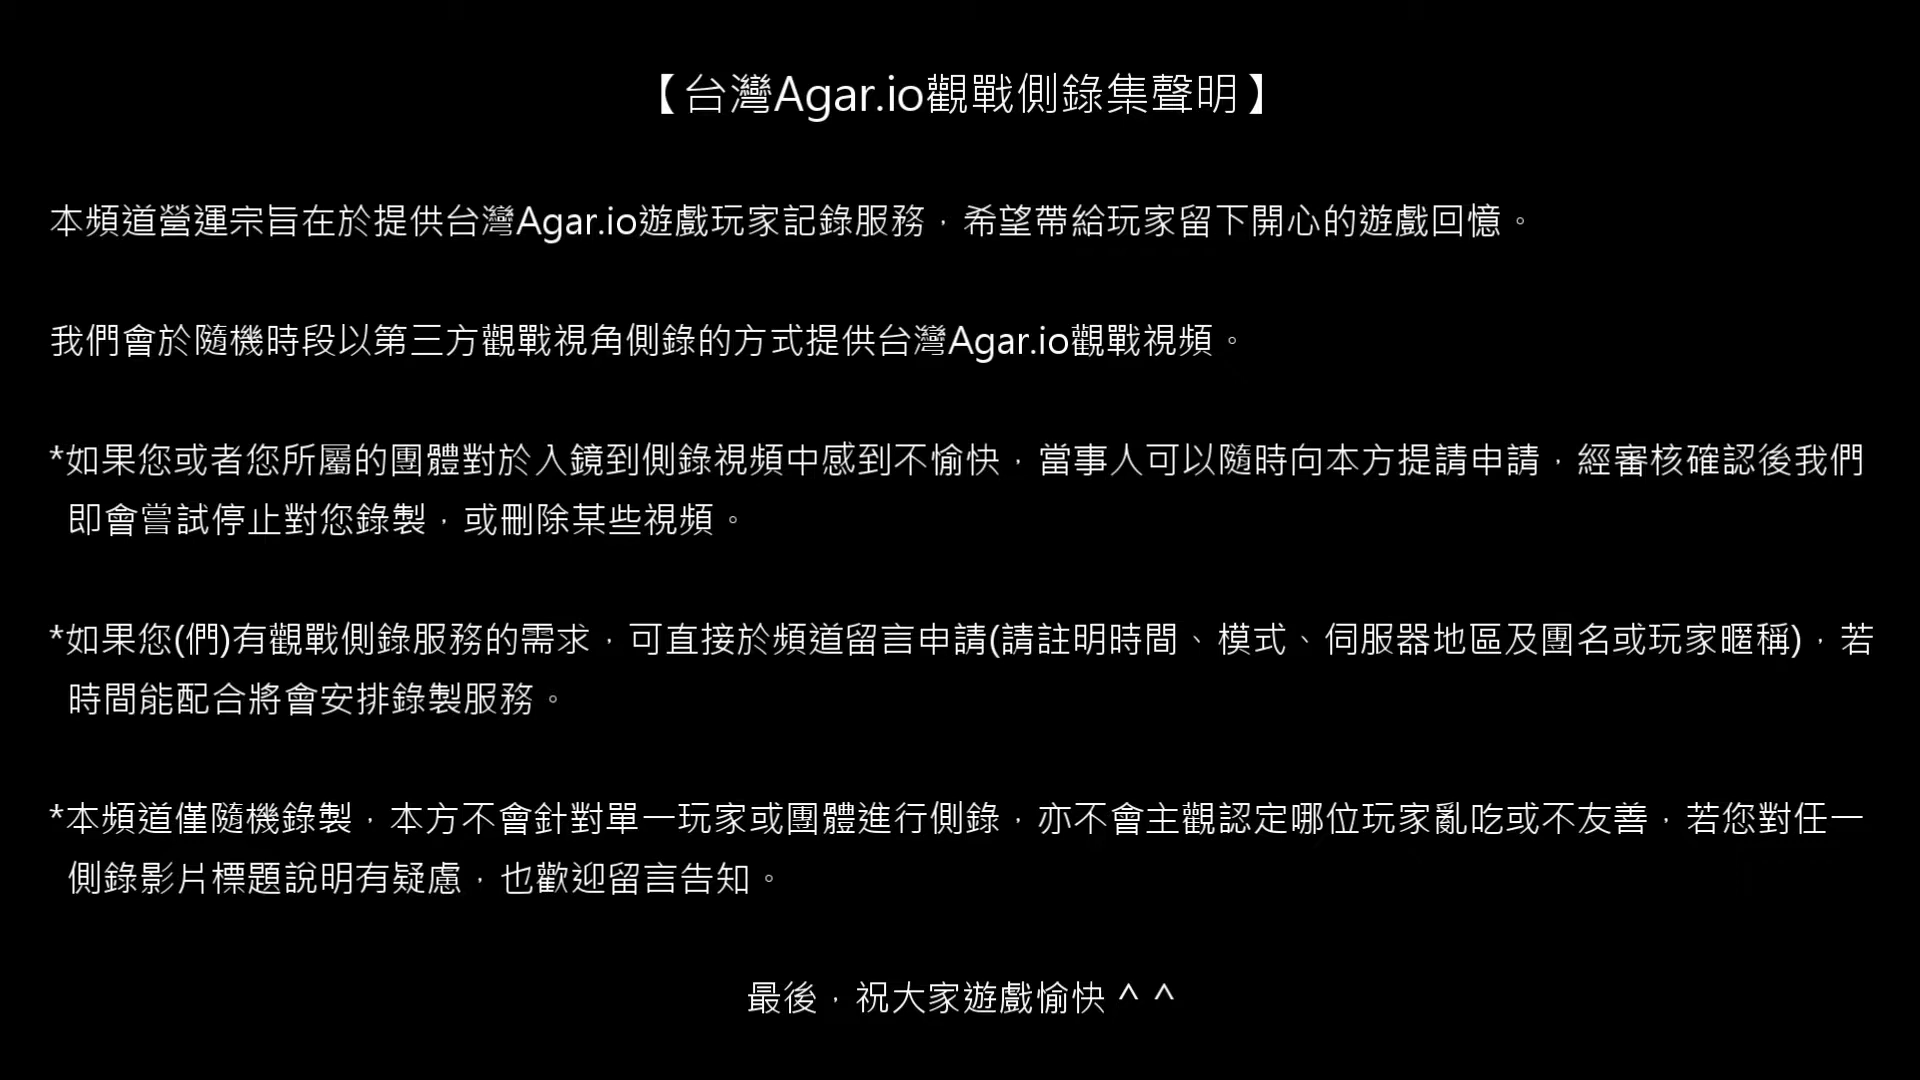 【台灣Agar.io觀戰側錄集聲明】
本頻道營運宗旨在於提供台灣Agar.io遊戲玩家記錄服務，希望帶給玩家留下開心的遊戲回憶。
我們會於隨機時段以第三方觀戰視角側錄的方式提供台灣Agar.io觀戰視頻。
*如果您或者您所屬的團體對於入鏡到側錄視頻中感到不愉快，當事人可以隨時向本方提請申請，經審核確認後我們
即會嘗試停止對您錄製，或刪除某些視頻。
*如果您(們)有觀戰側錄服務的需求，可直接於頻道留言申請(請註明時間、模式、伺服器地區及團名或玩家暱稱)，若
時間能配合將會安排錄製服務。
*本頻道僅隨機錄製，本方不會針對單一玩家或團體進行側錄，亦不會主觀認定哪位玩家亂吃或不友善，若您對任一
側錄影片標題說明有疑慮，也歡迎留言告知。
最後，祝大家遊戲愉快 ^ ^